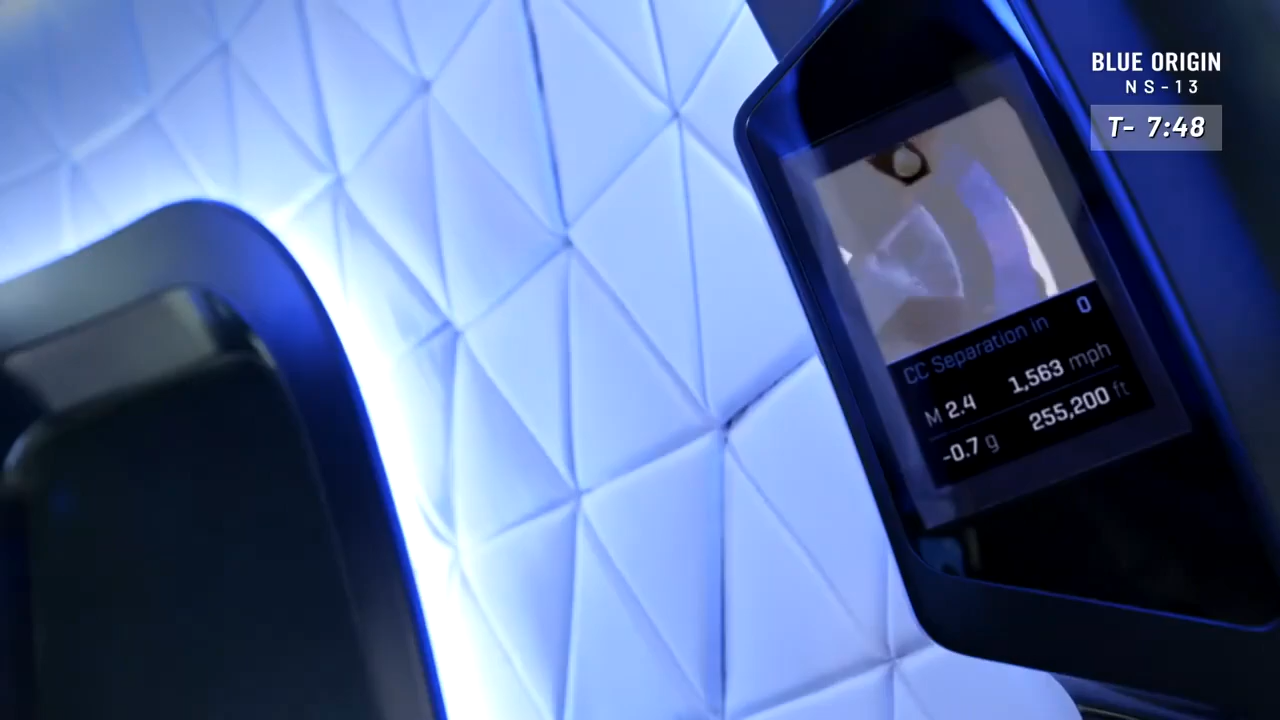 BLUE ORIGIN
NS-13
T- 7:48
CC Separation in 0
M 2.4 1,563 mph
-0.7 g 255,200 ft